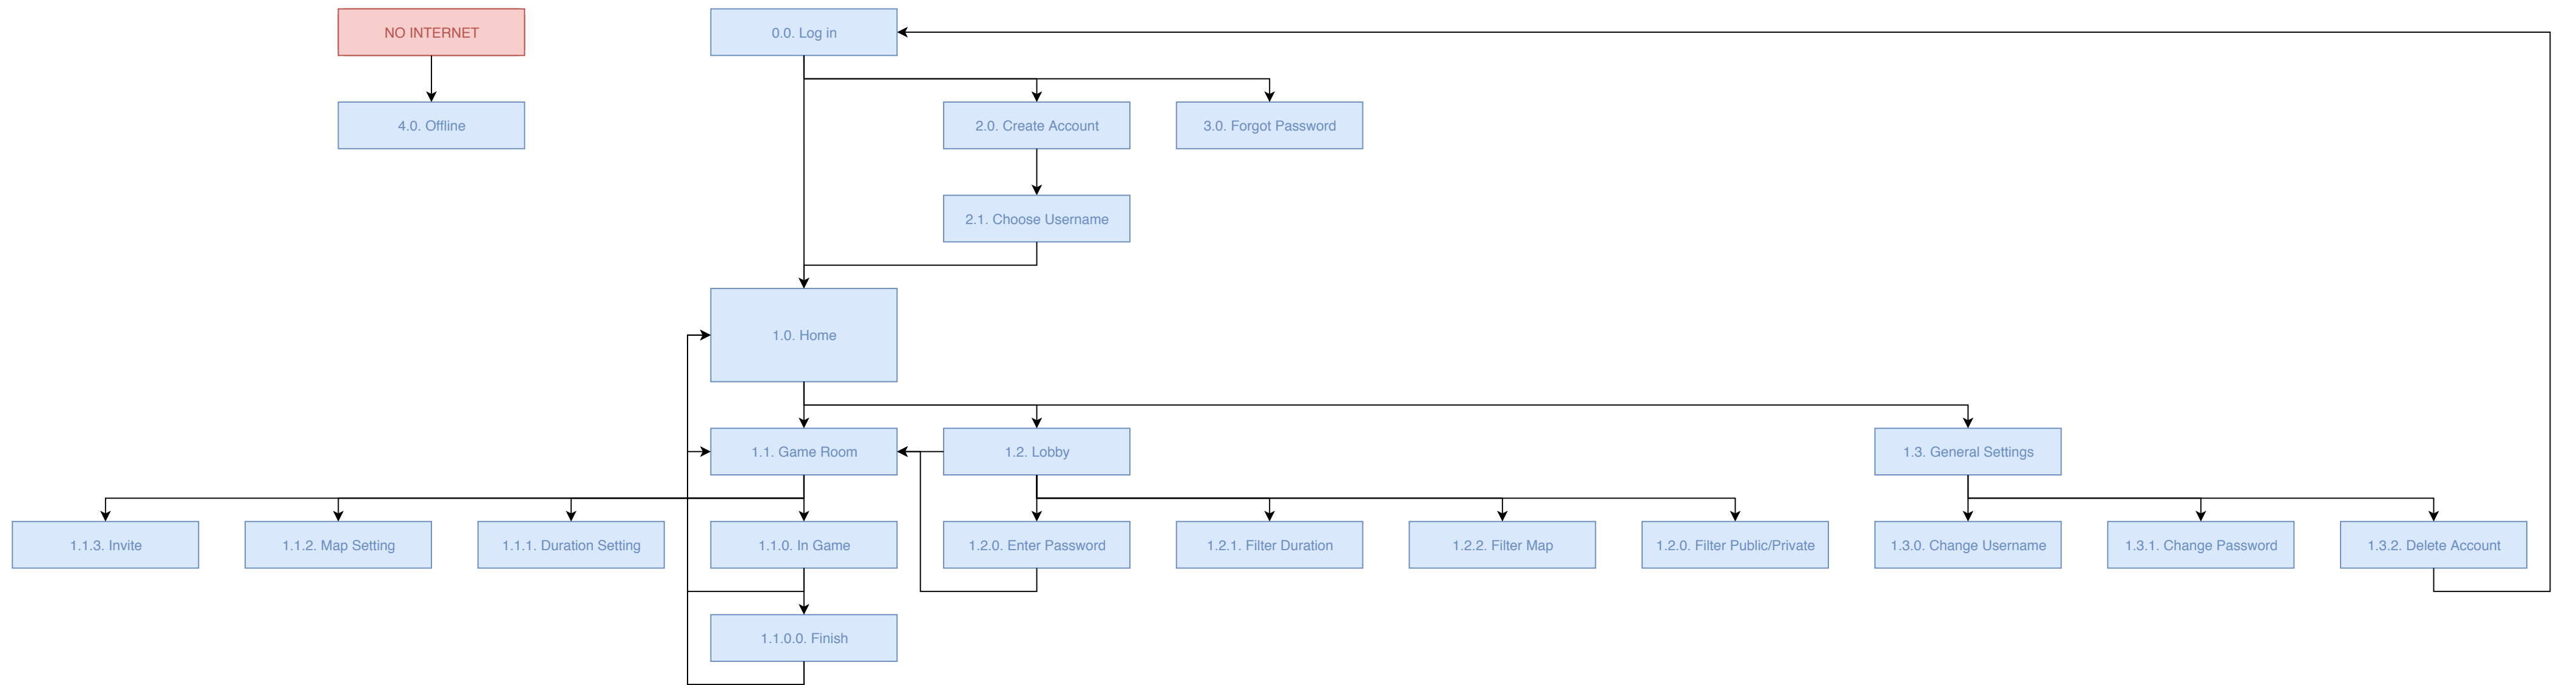 NO INTERNET
0.0. Log in
4.0. Offline
2.0. Create Account
3.0. Forgot Password
2.1. Choose Username
1.0. Home
1.1. Game Room
1.2. Lobby
1.3. General Settings
1.1.3. Invite
1.1.2. Map Setting
1.1.1. Duration Setting
1.1.0. In Game
1.2.0. Enter Password
1.2.1. Filter Duration
1.2.2. Filter Map
1.2.0. Filter Public/Private
1.3.0. Change Username
1.3.1. Change Password
1.3.2. Delete Account
1.1.0.0. Finish